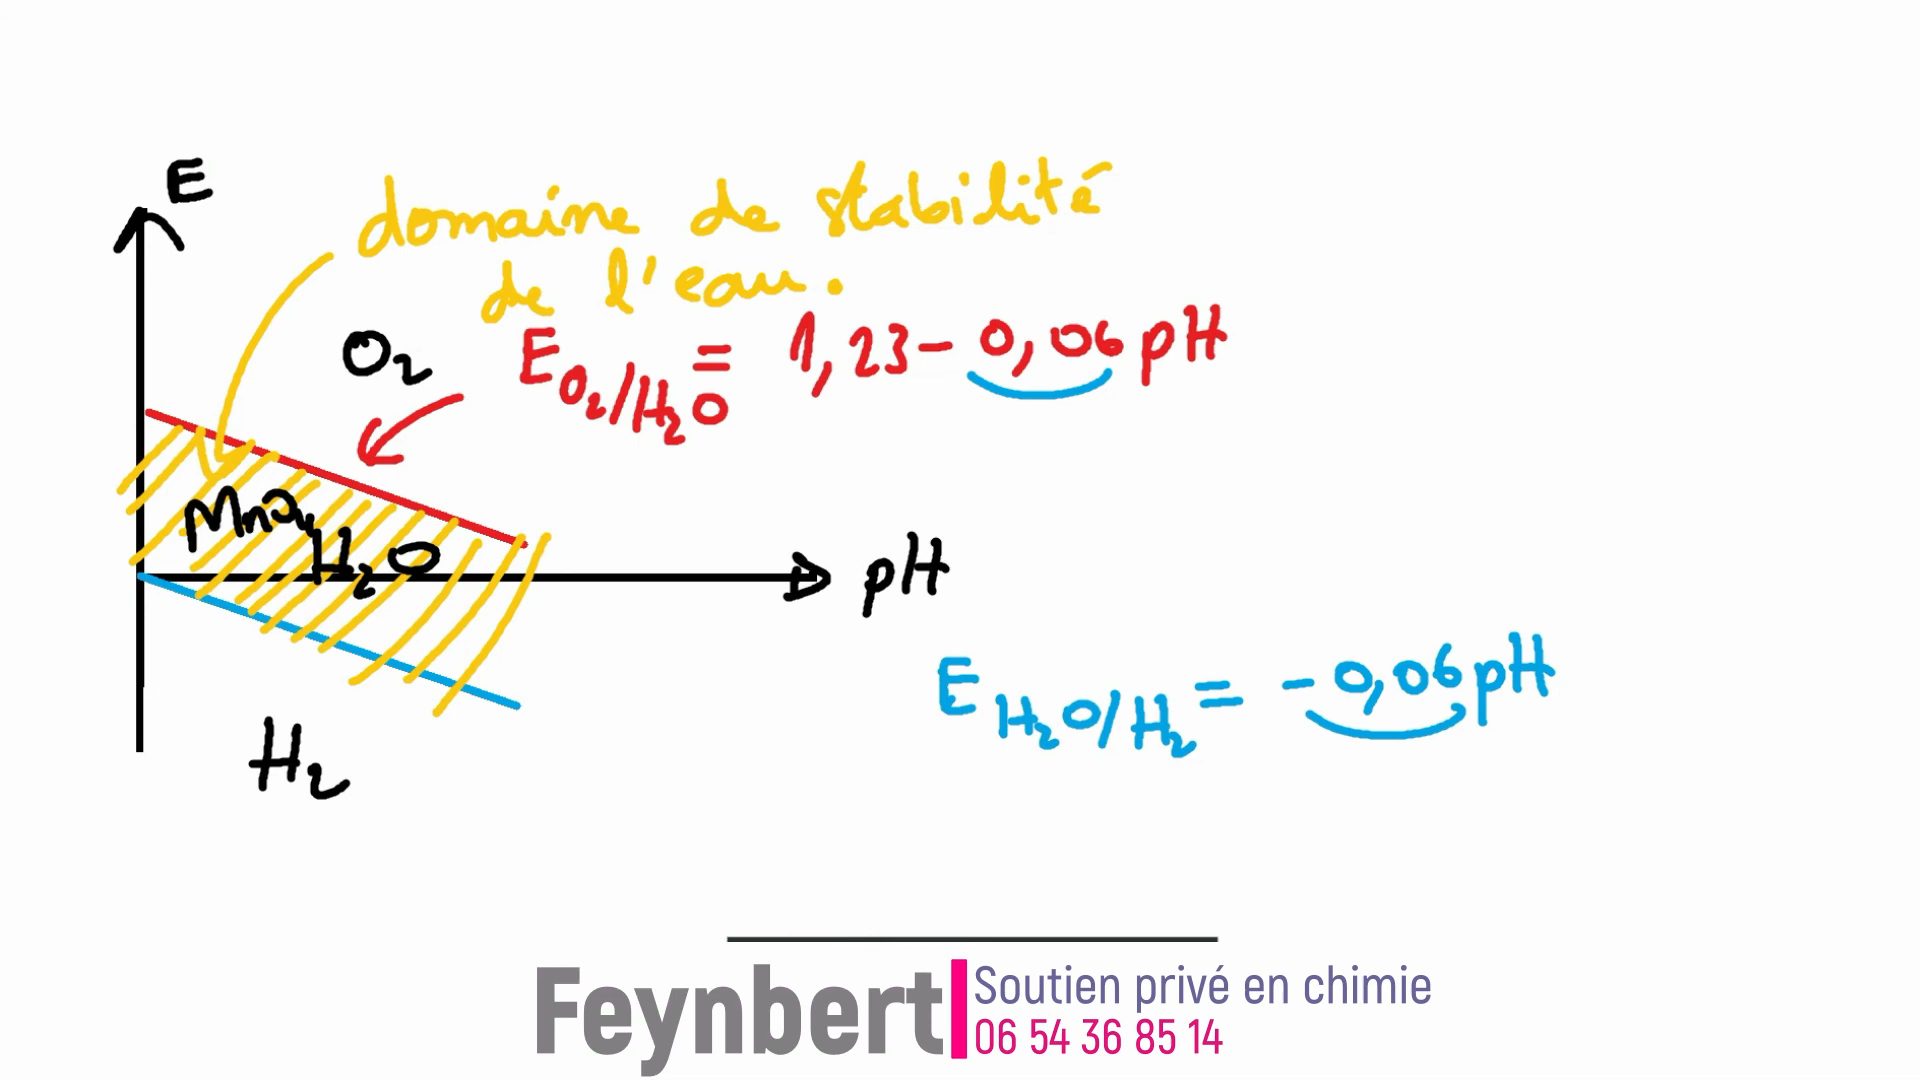 E
domaine de stabilité
de l'eau.
O₂
E O₂/H₂O = 1,23 - 0,06 pH
MnO₄
H₂O
pH
E H₂O/H₂ = - 0,06 pH
H₂
Feynbert
Soutien privé en chimie
06 54 36 85 14